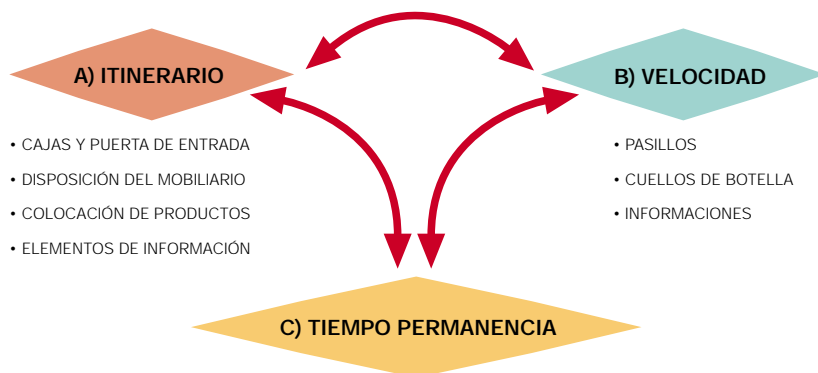 A) ITINERARIO
B) VELOCIDAD
• CAJAS Y PUERTA DE ENTRADA
• DISPOSICIÓN DEL MOBILIARIO
• COLOCACIÓN DE PRODUCTOS
• ELEMENTOS DE INFORMACIÓN
• PASILLOS
• CUELLOS DE BOTELLA
• INFORMACIONES
C) TIEMPO PERMANENCIA